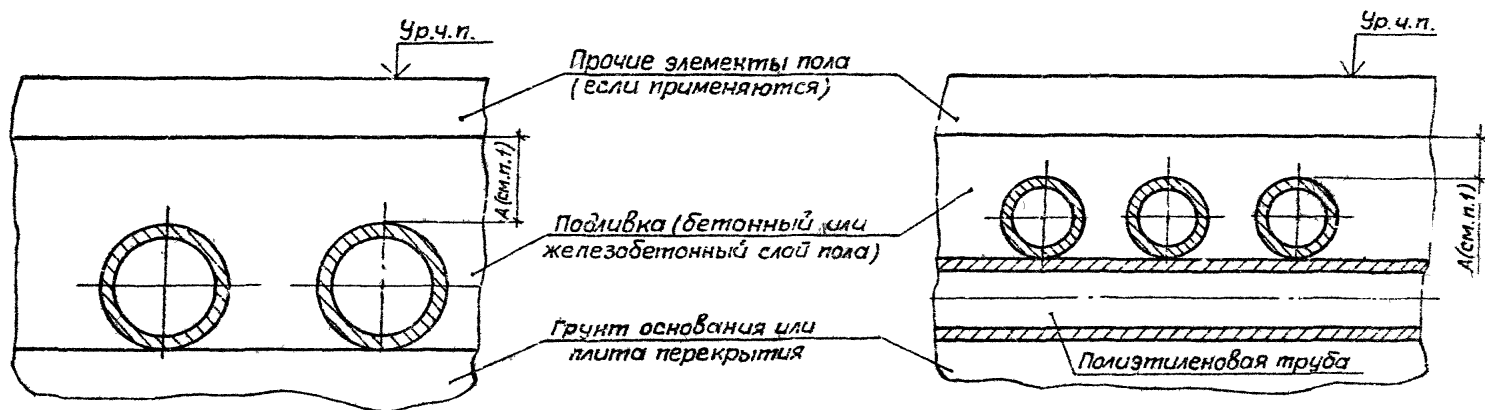 Ур.ч.п.
Ур.ч.п.
Прочие элементы пола
(если применяются)
А(см.п.1)
Подливка (бетонный или
железобетонный слой пола)
А(см.п.1)
Грунт основания или
плита перекрытия
Полиэтиленовая труба